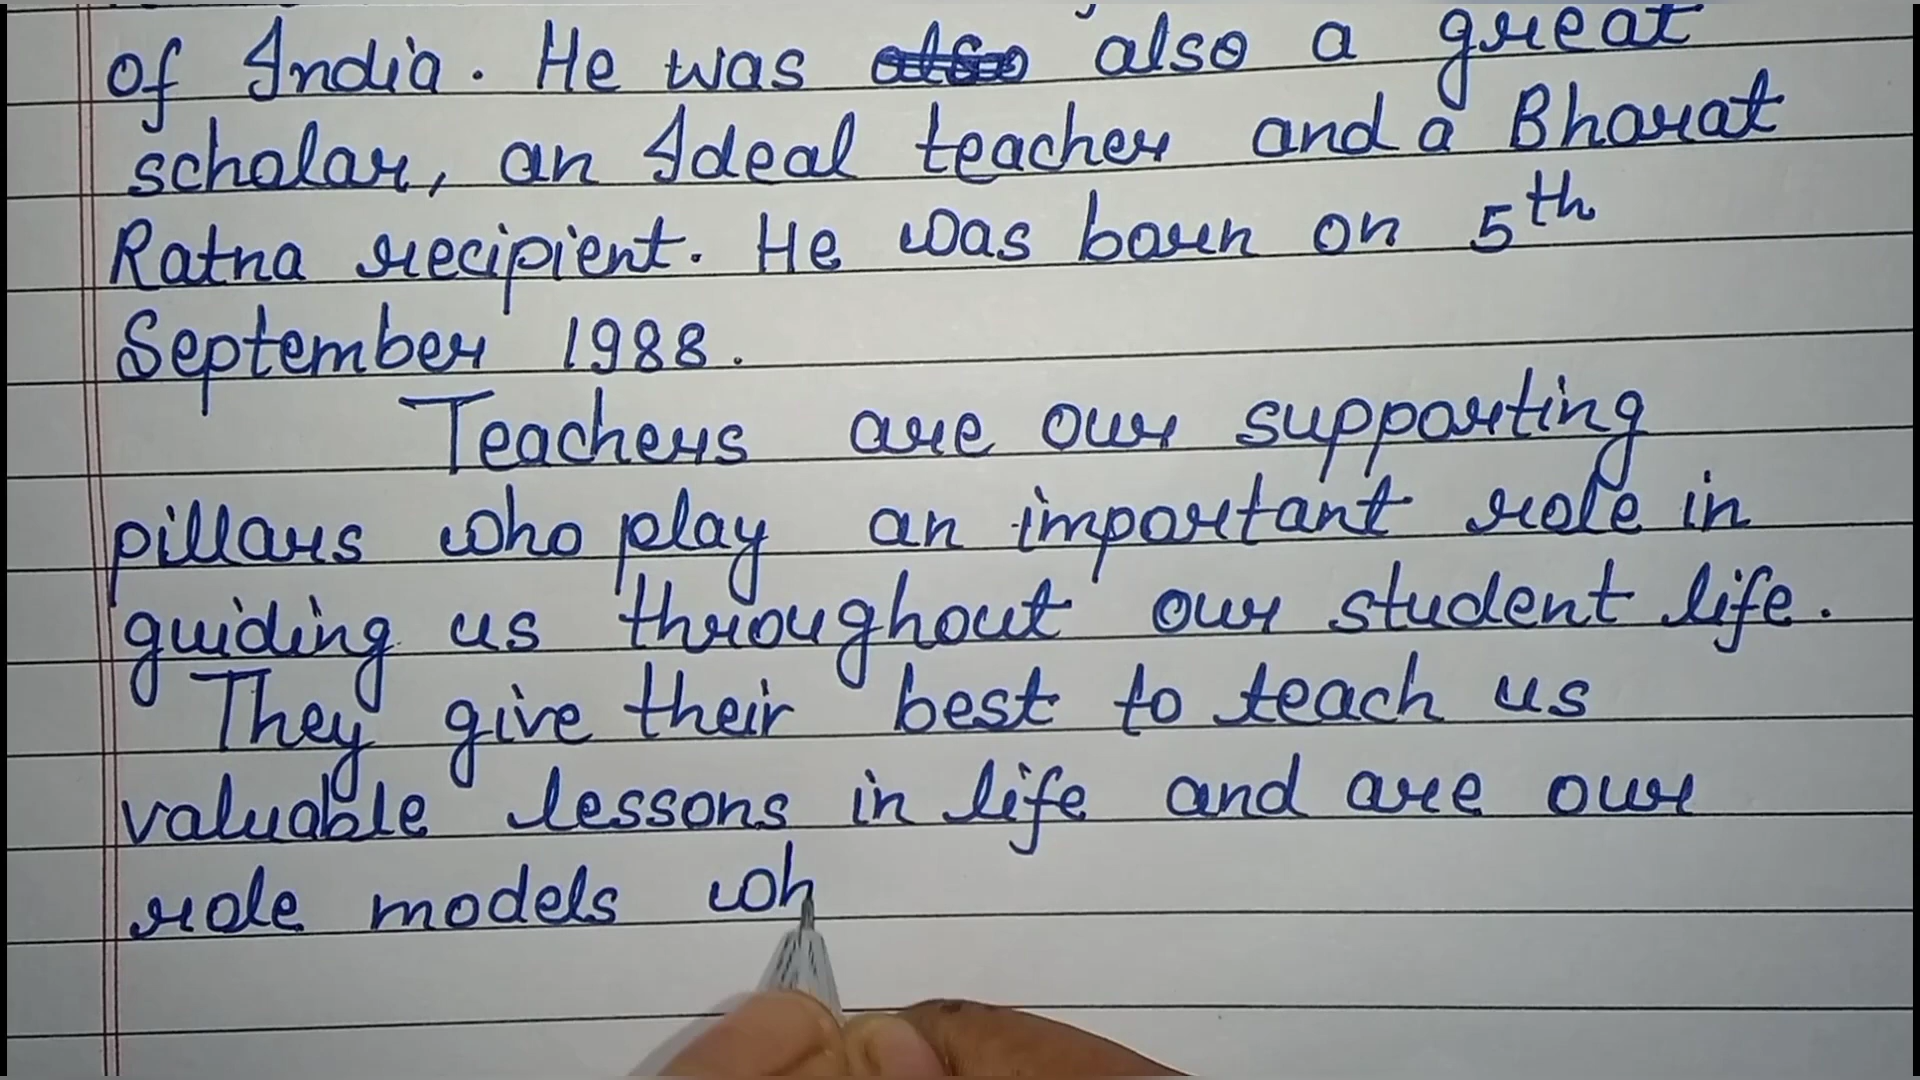 of India. He was also a great
scholar, an Ideal teacher and a Bharat
Ratna recipient. He was born on 5th
September 1988.
Teachers are our supporting
pillars who play an important role in
guiding us throughout our student life.
They give their best to teach us
valuable lessons in life and are our
role models wh